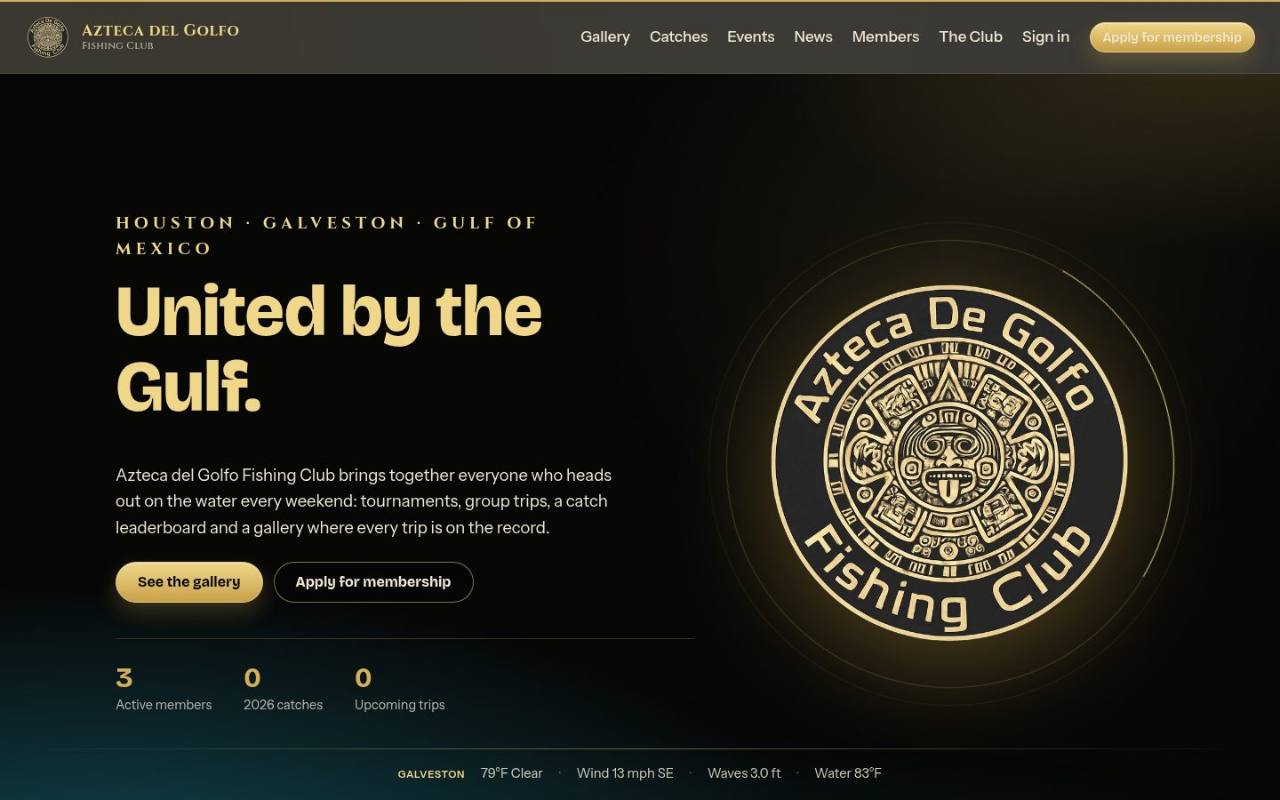 AZTECA DEL GOLFO
FISHING CLUB
Gallery Catches Events News Members The Club Sign in Apply for membership
HOUSTON · GALVESTON · GULF OF
MEXICO
United by the
Gulf.
Azteca del Golfo Fishing Club brings together everyone who heads
out on the water every weekend: tournaments, group trips, a catch
leaderboard and a gallery where every trip is on the record.
See the gallery Apply for membership
3 0 0
Active members 2026 catches Upcoming trips
Azteca De Golfo
Fishing Club
GALVESTON 79°F Clear · Wind 13 mph SE · Waves 3.0 ft · Water 83°F